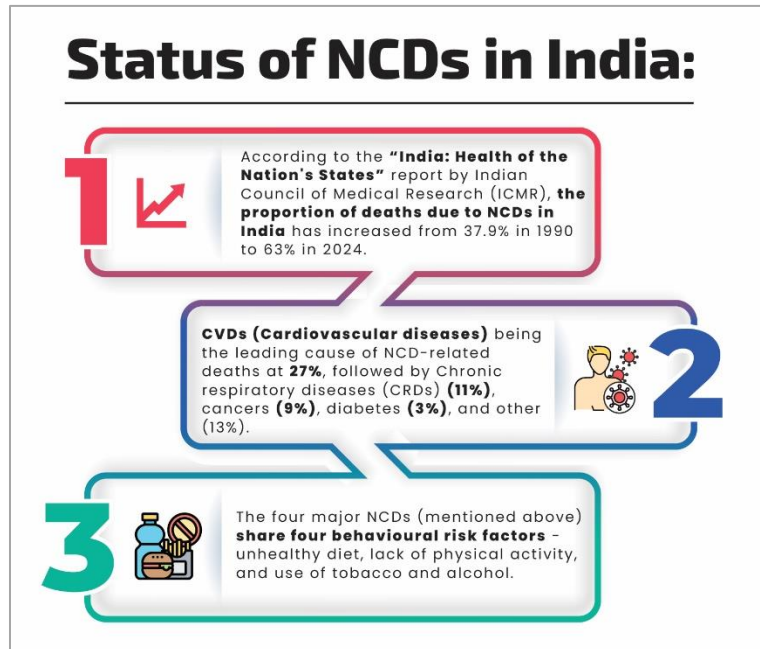 Status of NCDs in India:
1
According to the “India: Health of the
Nation's States” report by Indian
Council of Medical Research (ICMR), the
proportion of deaths due to NCDs in
India has increased from 37.9% in 1990
to 63% in 2024.
CVDs (Cardiovascular diseases) being
the leading cause of NCD-related
deaths at 27%, followed by Chronic
respiratory diseases (CRDs) (11%),
cancers (9%), diabetes (3%), and other
(13%).
2
3
The four major NCDs (mentioned above)
share four behavioural risk factors -
unhealthy diet, lack of physical activity,
and use of tobacco and alcohol.